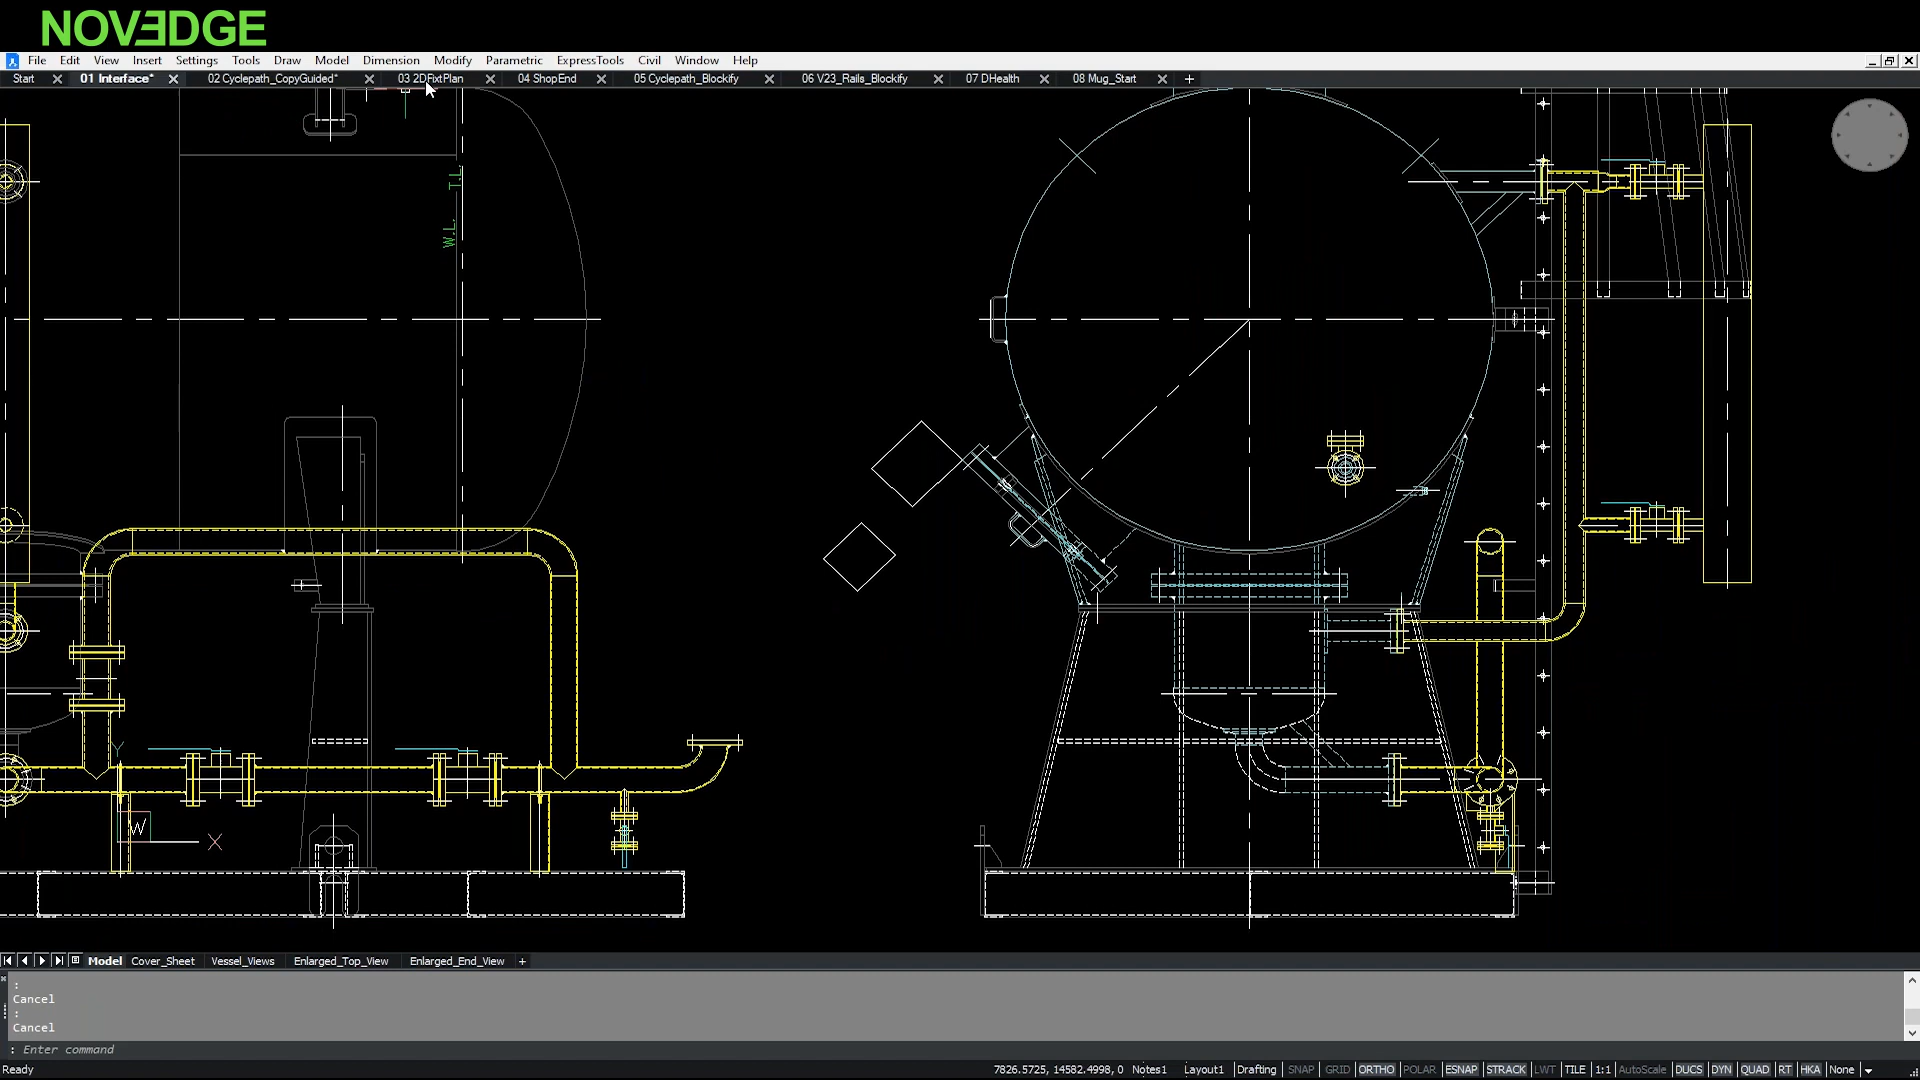 NOVEDGE
File Edit View Insert Settings Tools Draw Model Dimension Modify Parametric ExpressTools Civil Window Help
Start 01 Interface* 02 Cyclepath_CopyGuided* 03 2DFixtPlan 04 ShopEnd 05 Cyclepath_Blockify 06 V23_Rails_Blockify 07 DHealth 08 Mug_Start +
T.L.
W.L.
Y
W X
Model Cover_Sheet Vessel_Views Enlarged_Top_View Enlarged_End_View +
:
Cancel
:
Cancel
: Enter command
Ready 7826.5725, 14582.4998, 0 Notes1 Layout1 Drafting SNAP GRID ORTHO POLAR ESNAP STRACK LWT TILE 1:1 AutoScale DUCS DYN QUAD RT HKA None